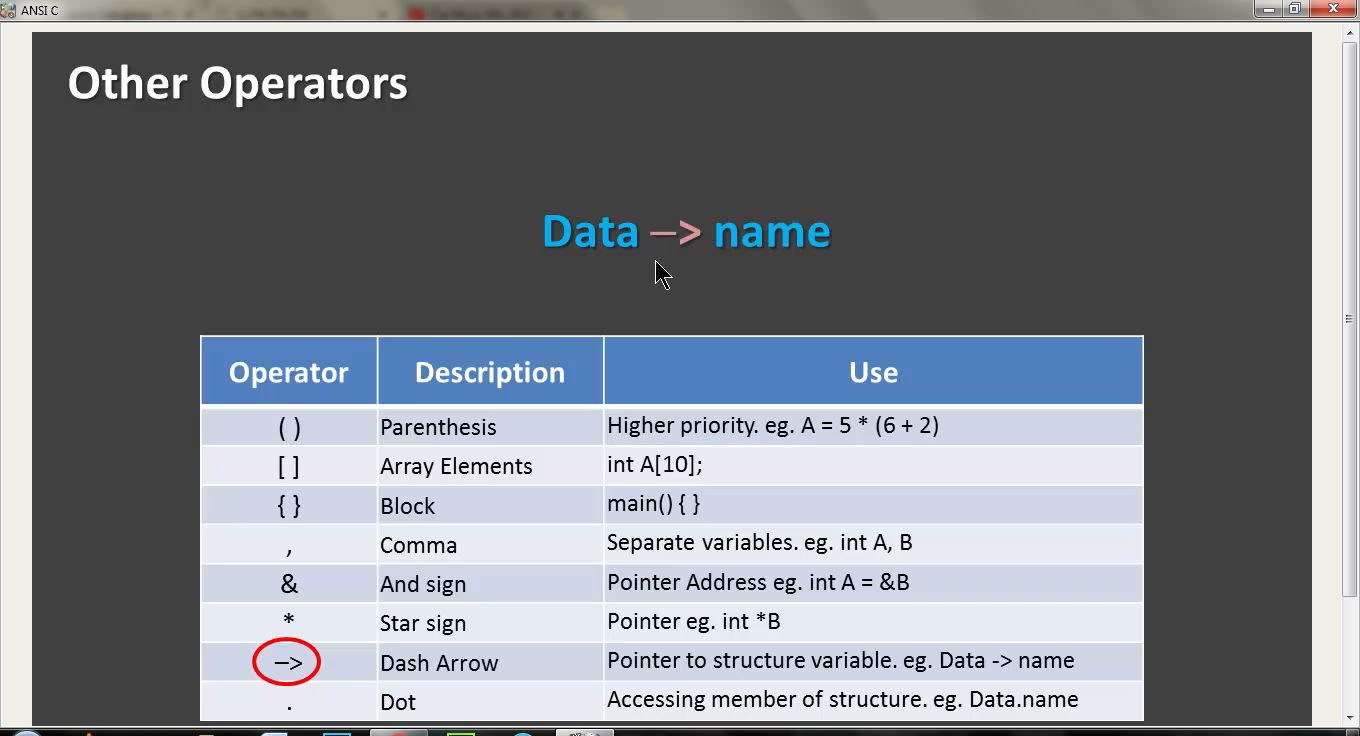 ANSI C
Other Operators
Data –> name
Operator Description Use
( ) Parenthesis Higher priority. eg. A = 5 * (6 + 2)
[ ] Array Elements int A[10];
{ } Block main() { }
, Comma Separate variables. eg. int A, B
& And sign Pointer Address eg. int A = &B
* Star sign Pointer eg. int *B
–> Dash Arrow Pointer to structure variable. eg. Data -> name
. Dot Accessing member of structure. eg. Data.name